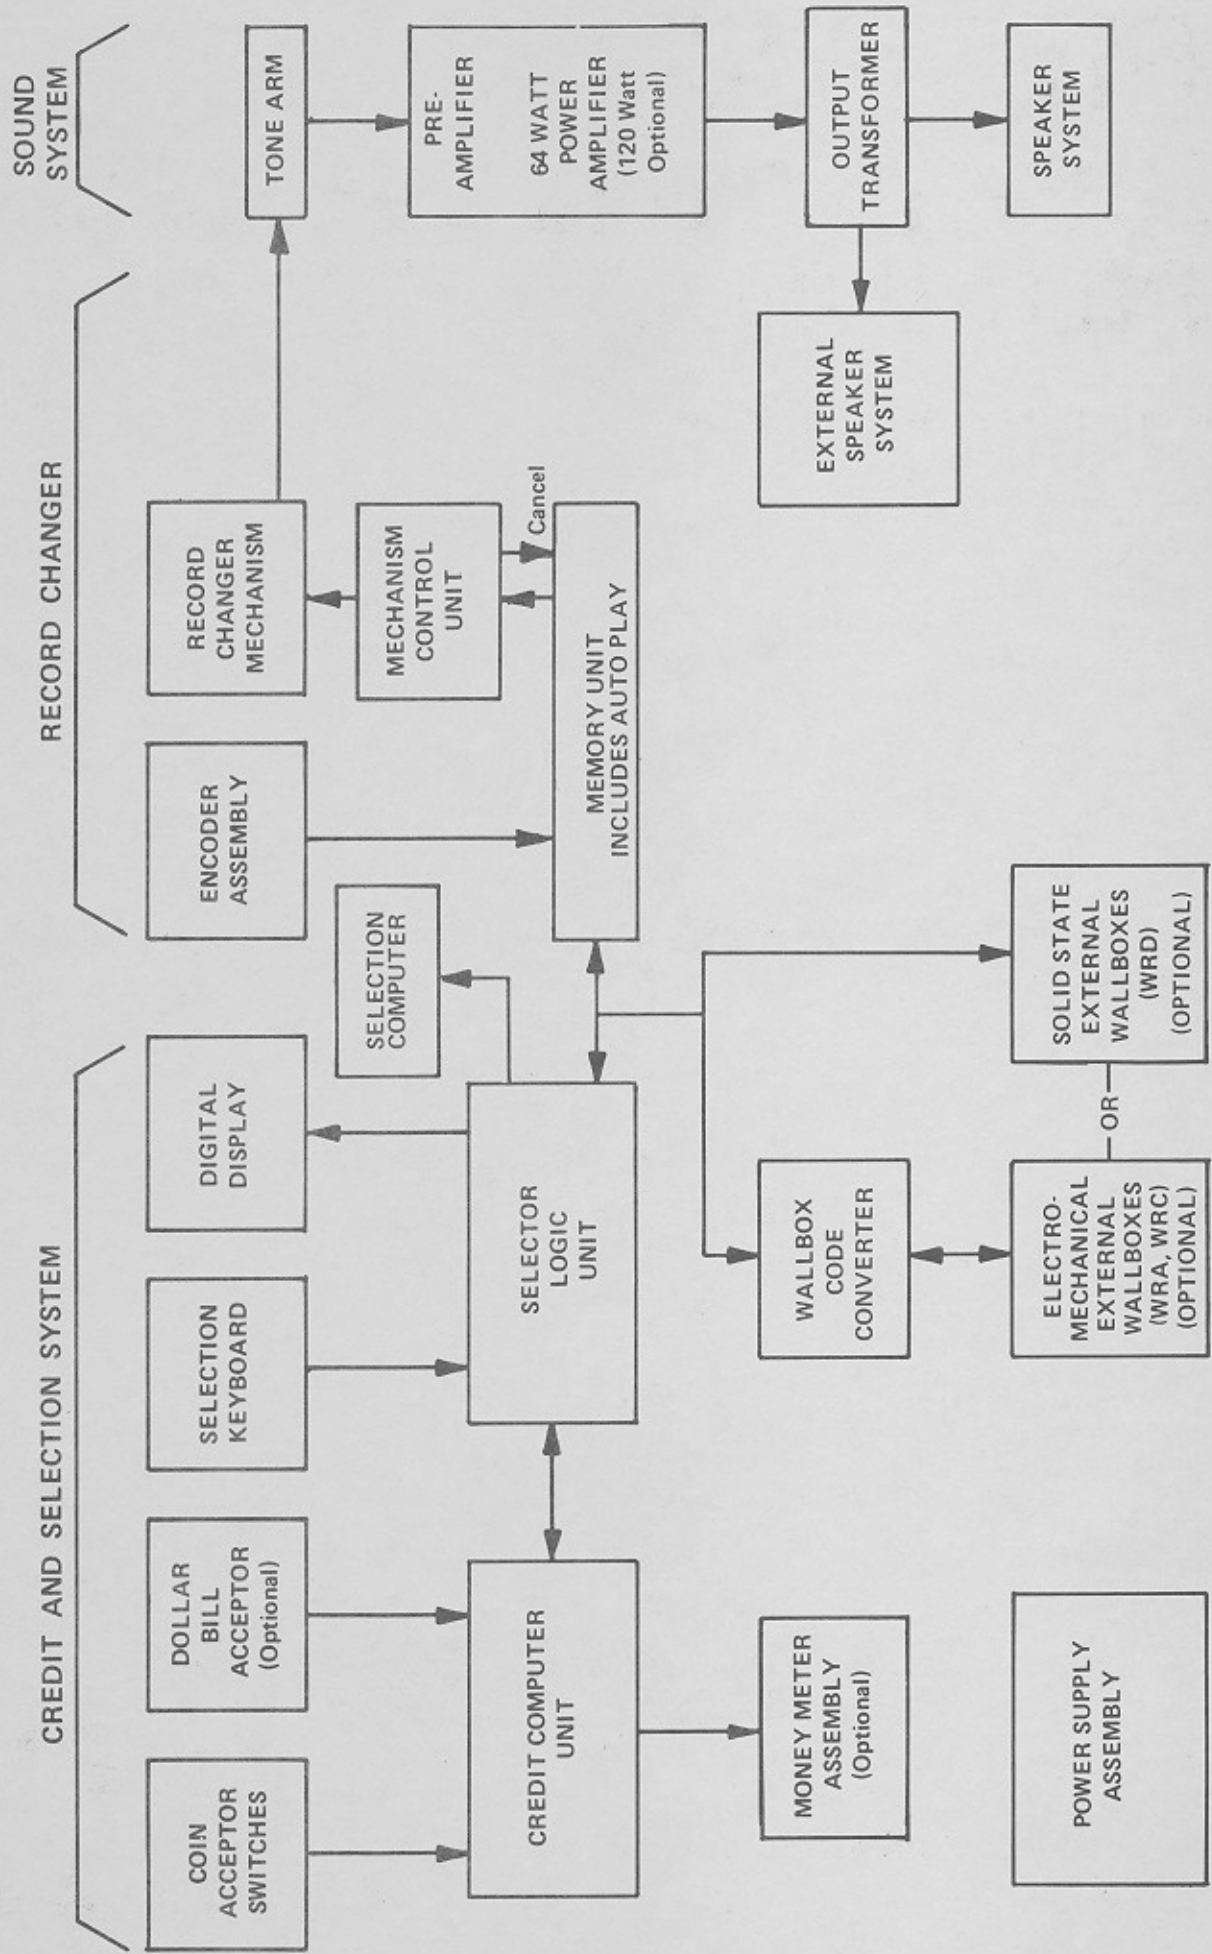 CREDIT AND SELECTION SYSTEM
RECORD CHANGER
SOUND
SYSTEM
COIN
ACCEPTOR
SWITCHES
DOLLAR
BILL
ACCEPTOR
(Optional)
SELECTION
KEYBOARD
DIGITAL
DISPLAY
ENCODER
ASSEMBLY
RECORD
CHANGER
MECHANISM
TONE ARM
SELECTION
COMPUTER
MECHANISM
CONTROL
UNIT
Cancel
PRE-
AMPLIFIER
64 WATT
POWER
AMPLIFIER
(120 Watt
Optional)
CREDIT COMPUTER
UNIT
SELECTOR
LOGIC
UNIT
MEMORY UNIT
INCLUDES AUTO PLAY
MONEY METER
ASSEMBLY
(Optional)
WALLBOX
CODE
CONVERTER
EXTERNAL
SPEAKER
SYSTEM
OUTPUT
TRANSFORMER
POWER SUPPLY
ASSEMBLY
ELECTRO-
MECHANICAL
EXTERNAL
WALLBOXES
(WRA, WRC)
(OPTIONAL)
OR
SOLID STATE
EXTERNAL
WALLBOXES
(WRD)
(OPTIONAL)
SPEAKER
SYSTEM